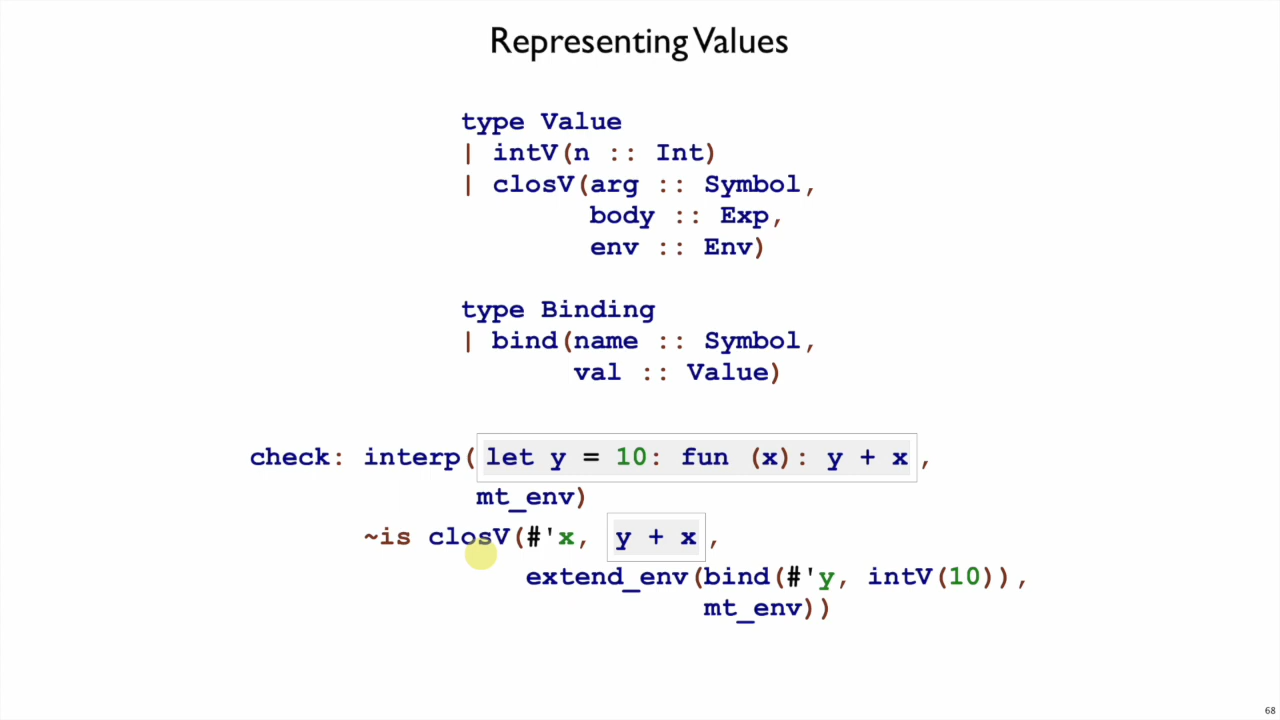 Representing Values
type Value
| intV(n :: Int)
| closV(arg :: Symbol,
body :: Exp,
env :: Env)
type Binding
| bind(name :: Symbol,
val :: Value)
check: interp(let y = 10: fun (x): y + x,
mt_env)
~is closV(#'x, y + x,
extend_env(bind(#'y, intV(10)),
mt_env))
68